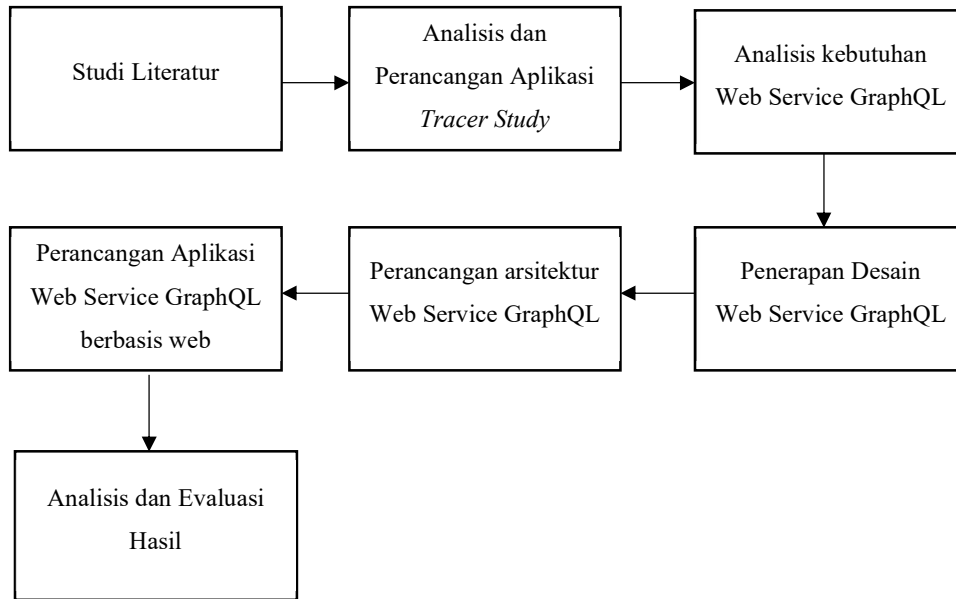 Studi Literatur
Analisis dan
Perancangan Aplikasi
Tracer Study
Analisis kebutuhan
Web Service GraphQL
Penerapan Desain
Web Service GraphQL
Perancangan arsitektur
Web Service GraphQL
Perancangan Aplikasi
Web Service GraphQL
berbasis web
Analisis dan Evaluasi
Hasil